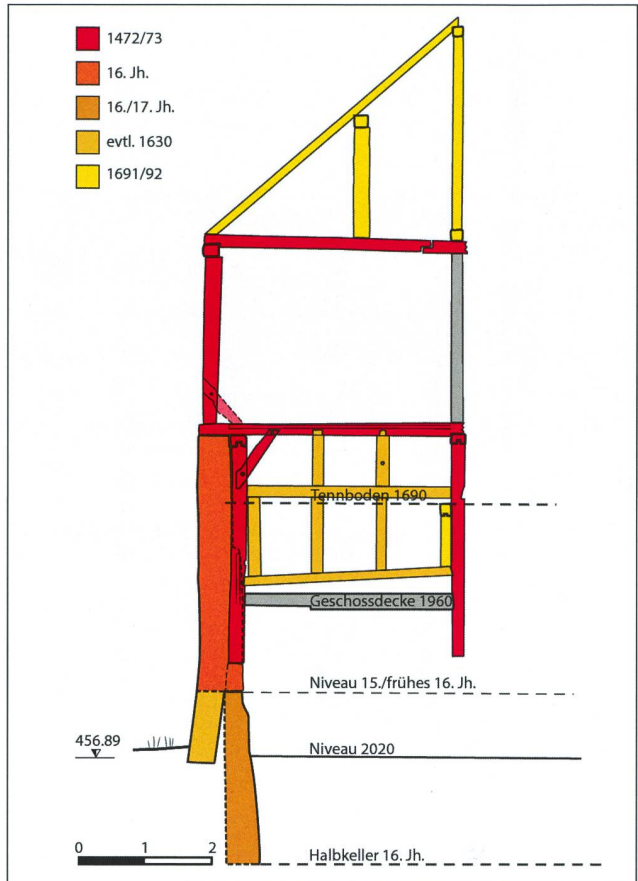 1472/73
16. Jh.
16./17. Jh.
evtl. 1630
1691/92
Tennboden 1690
Geschossdecke 1960
Niveau 15./frühes 16. Jh.
456.89
Niveau 2020
0 1 2
Halbkeller 16. Jh.